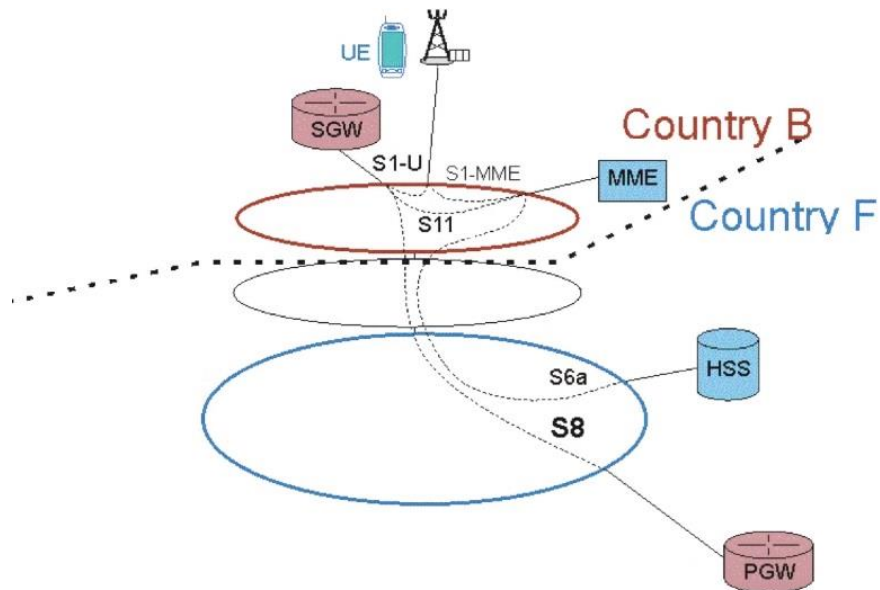 UE
SGW
Country B
S1-U
S1-MME
MME
Country F
S11
S6a
HSS
S8
PGW